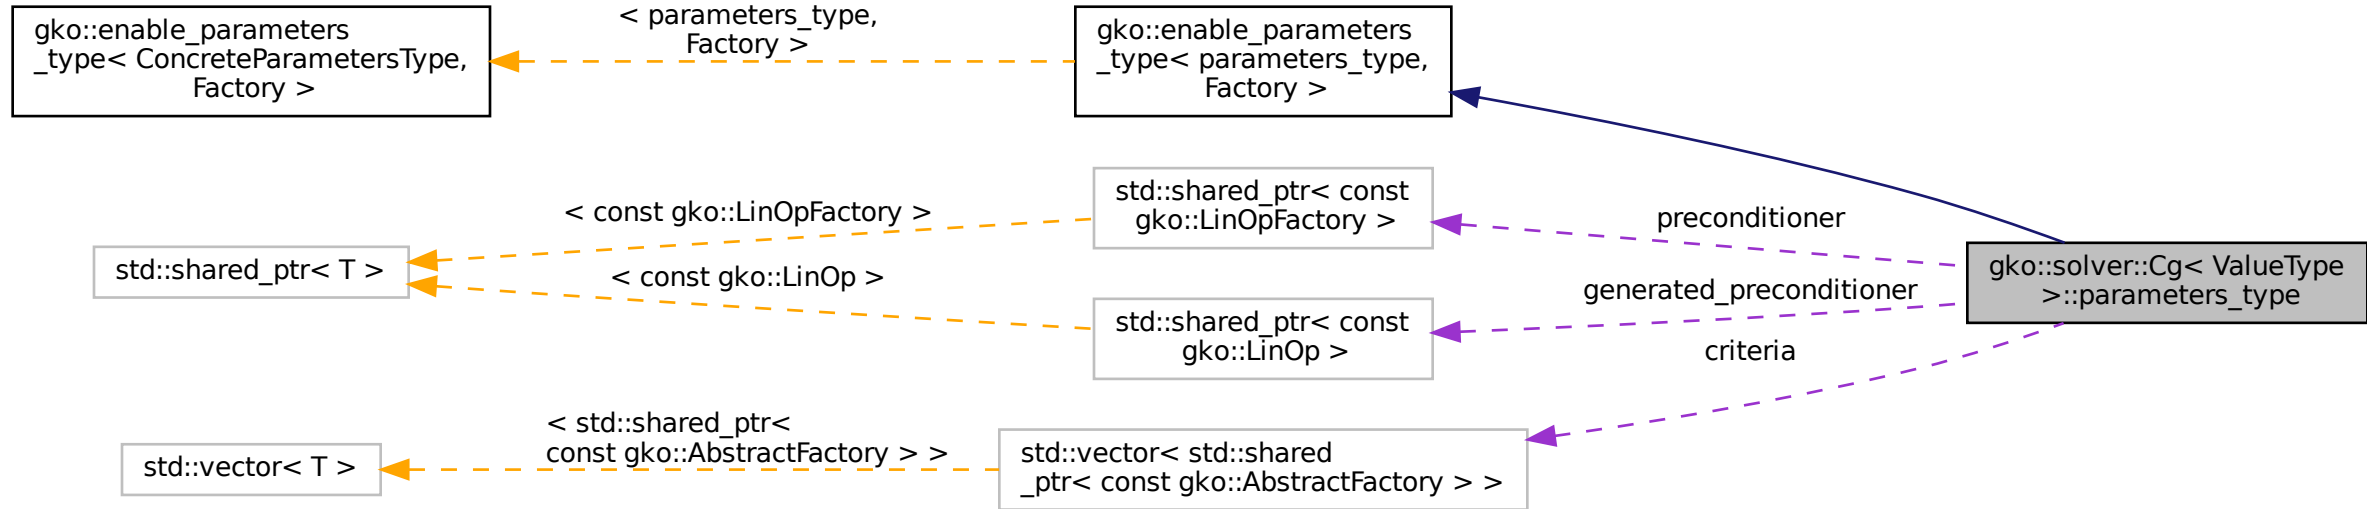 gko::enable_parameters
_type< ConcreteParametersType,
Factory >
< parameters_type,
Factory >
gko::enable_parameters
_type< parameters_type,
Factory >
std::shared_ptr< T >
< const gko::LinOpFactory >
< const gko::LinOp >
std::shared_ptr< const
gko::LinOpFactory >
std::shared_ptr< const
gko::LinOp >
preconditioner
generated_preconditioner
criteria
gko::solver::Cg< ValueType
>::parameters_type
std::vector< T >
< std::shared_ptr<
const gko::AbstractFactory > >
std::vector< std::shared
_ptr< const gko::AbstractFactory > >